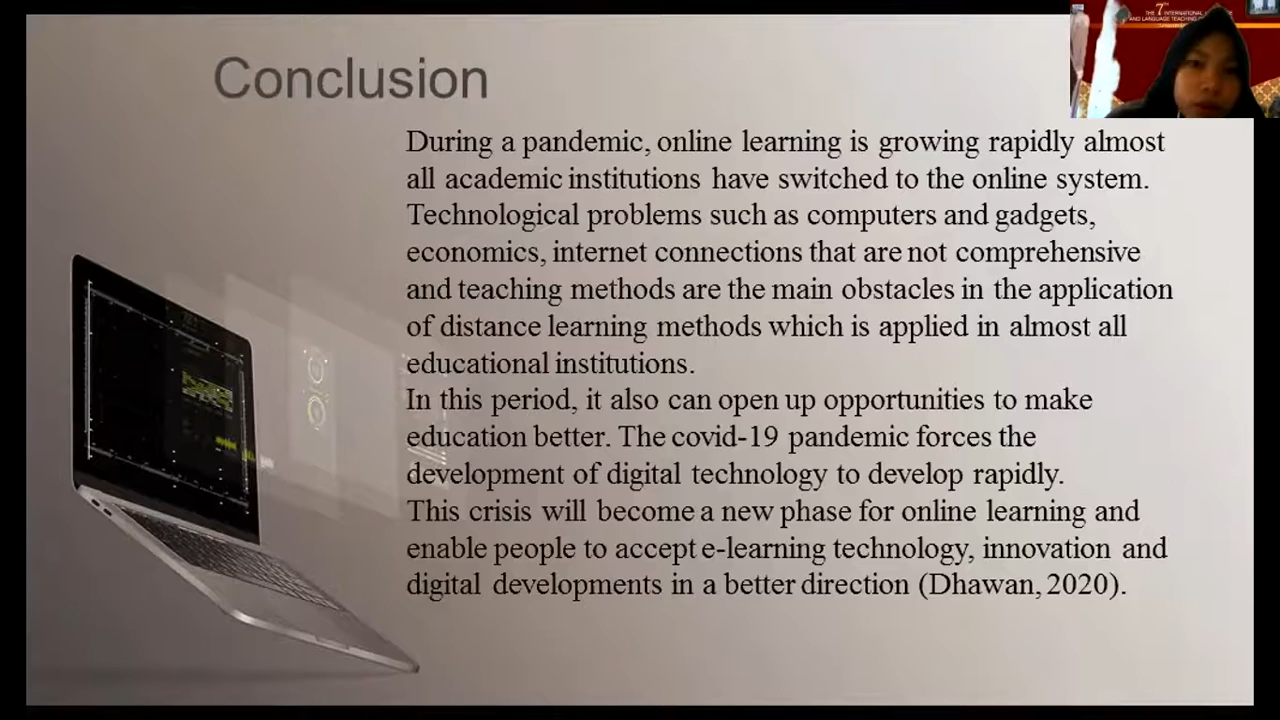 THE 7TH INTERNATIONAL
AND LANGUAGE TEACHING
Conclusion
During a pandemic, online learning is growing rapidly almost
all academic institutions have switched to the online system.
Technological problems such as computers and gadgets,
economics, internet connections that are not comprehensive
and teaching methods are the main obstacles in the application
of distance learning methods which is applied in almost all
educational institutions.
In this period, it also can open up opportunities to make
education better. The covid-19 pandemic forces the
development of digital technology to develop rapidly.
This crisis will become a new phase for online learning and
enable people to accept e-learning technology, innovation and
digital developments in a better direction (Dhawan, 2020).